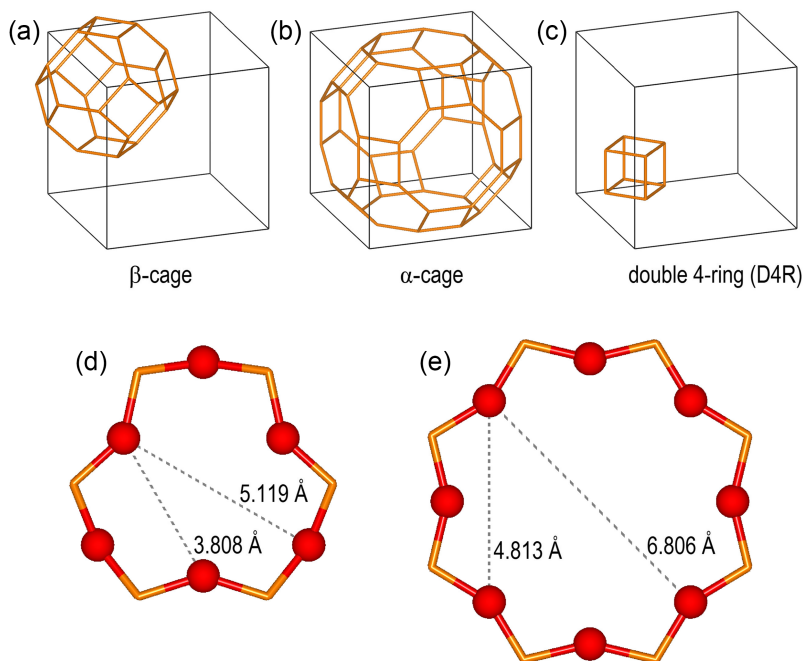 (a)
(b)
(c)
β-cage
α-cage
double 4-ring (D4R)
(d)
(e)
5.119 Å
3.808 Å
4.813 Å
6.806 Å